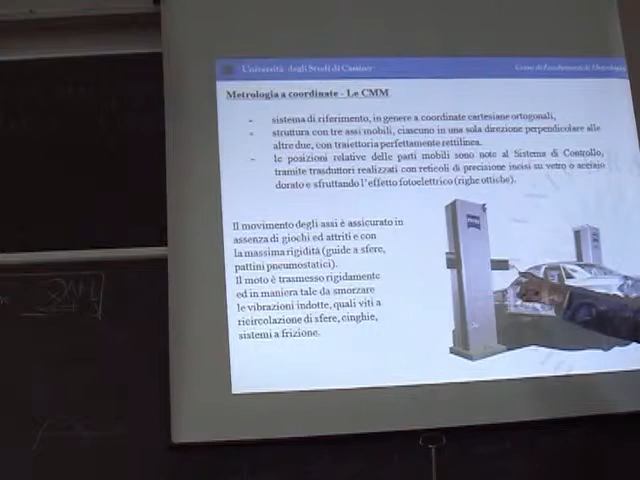 Università degli Studi di Cassino
Corso di Fondamenti di Metrologia
Metrologia a coordinate - Le CMM
- sistema di riferimento, in genere a coordinate cartesiane ortogonali,
- struttura con tre assi mobili, ciascuno in una sola direzione perpendicolare alle
altre due, con traiettoria perfettamente rettilinea.
- le posizioni relative delle parti mobili sono note al Sistema di Controllo,
tramite trasduttori realizzati con reticoli di precisione incisi su vetro o acciaio
dorato e sfruttando l'effetto fotoelettrico (righe ottiche).
Il movimento degli assi è assicurato in
assenza di giochi ed attriti e con
la massima rigidità (guide a sfere,
pattini pneumostatici).
Il moto è trasmesso rigidamente
ed in maniera tale da smorzare
le vibrazioni indotte, quali viti a
ricircolazione di sfere, cinghie,
sistemi a frizione.